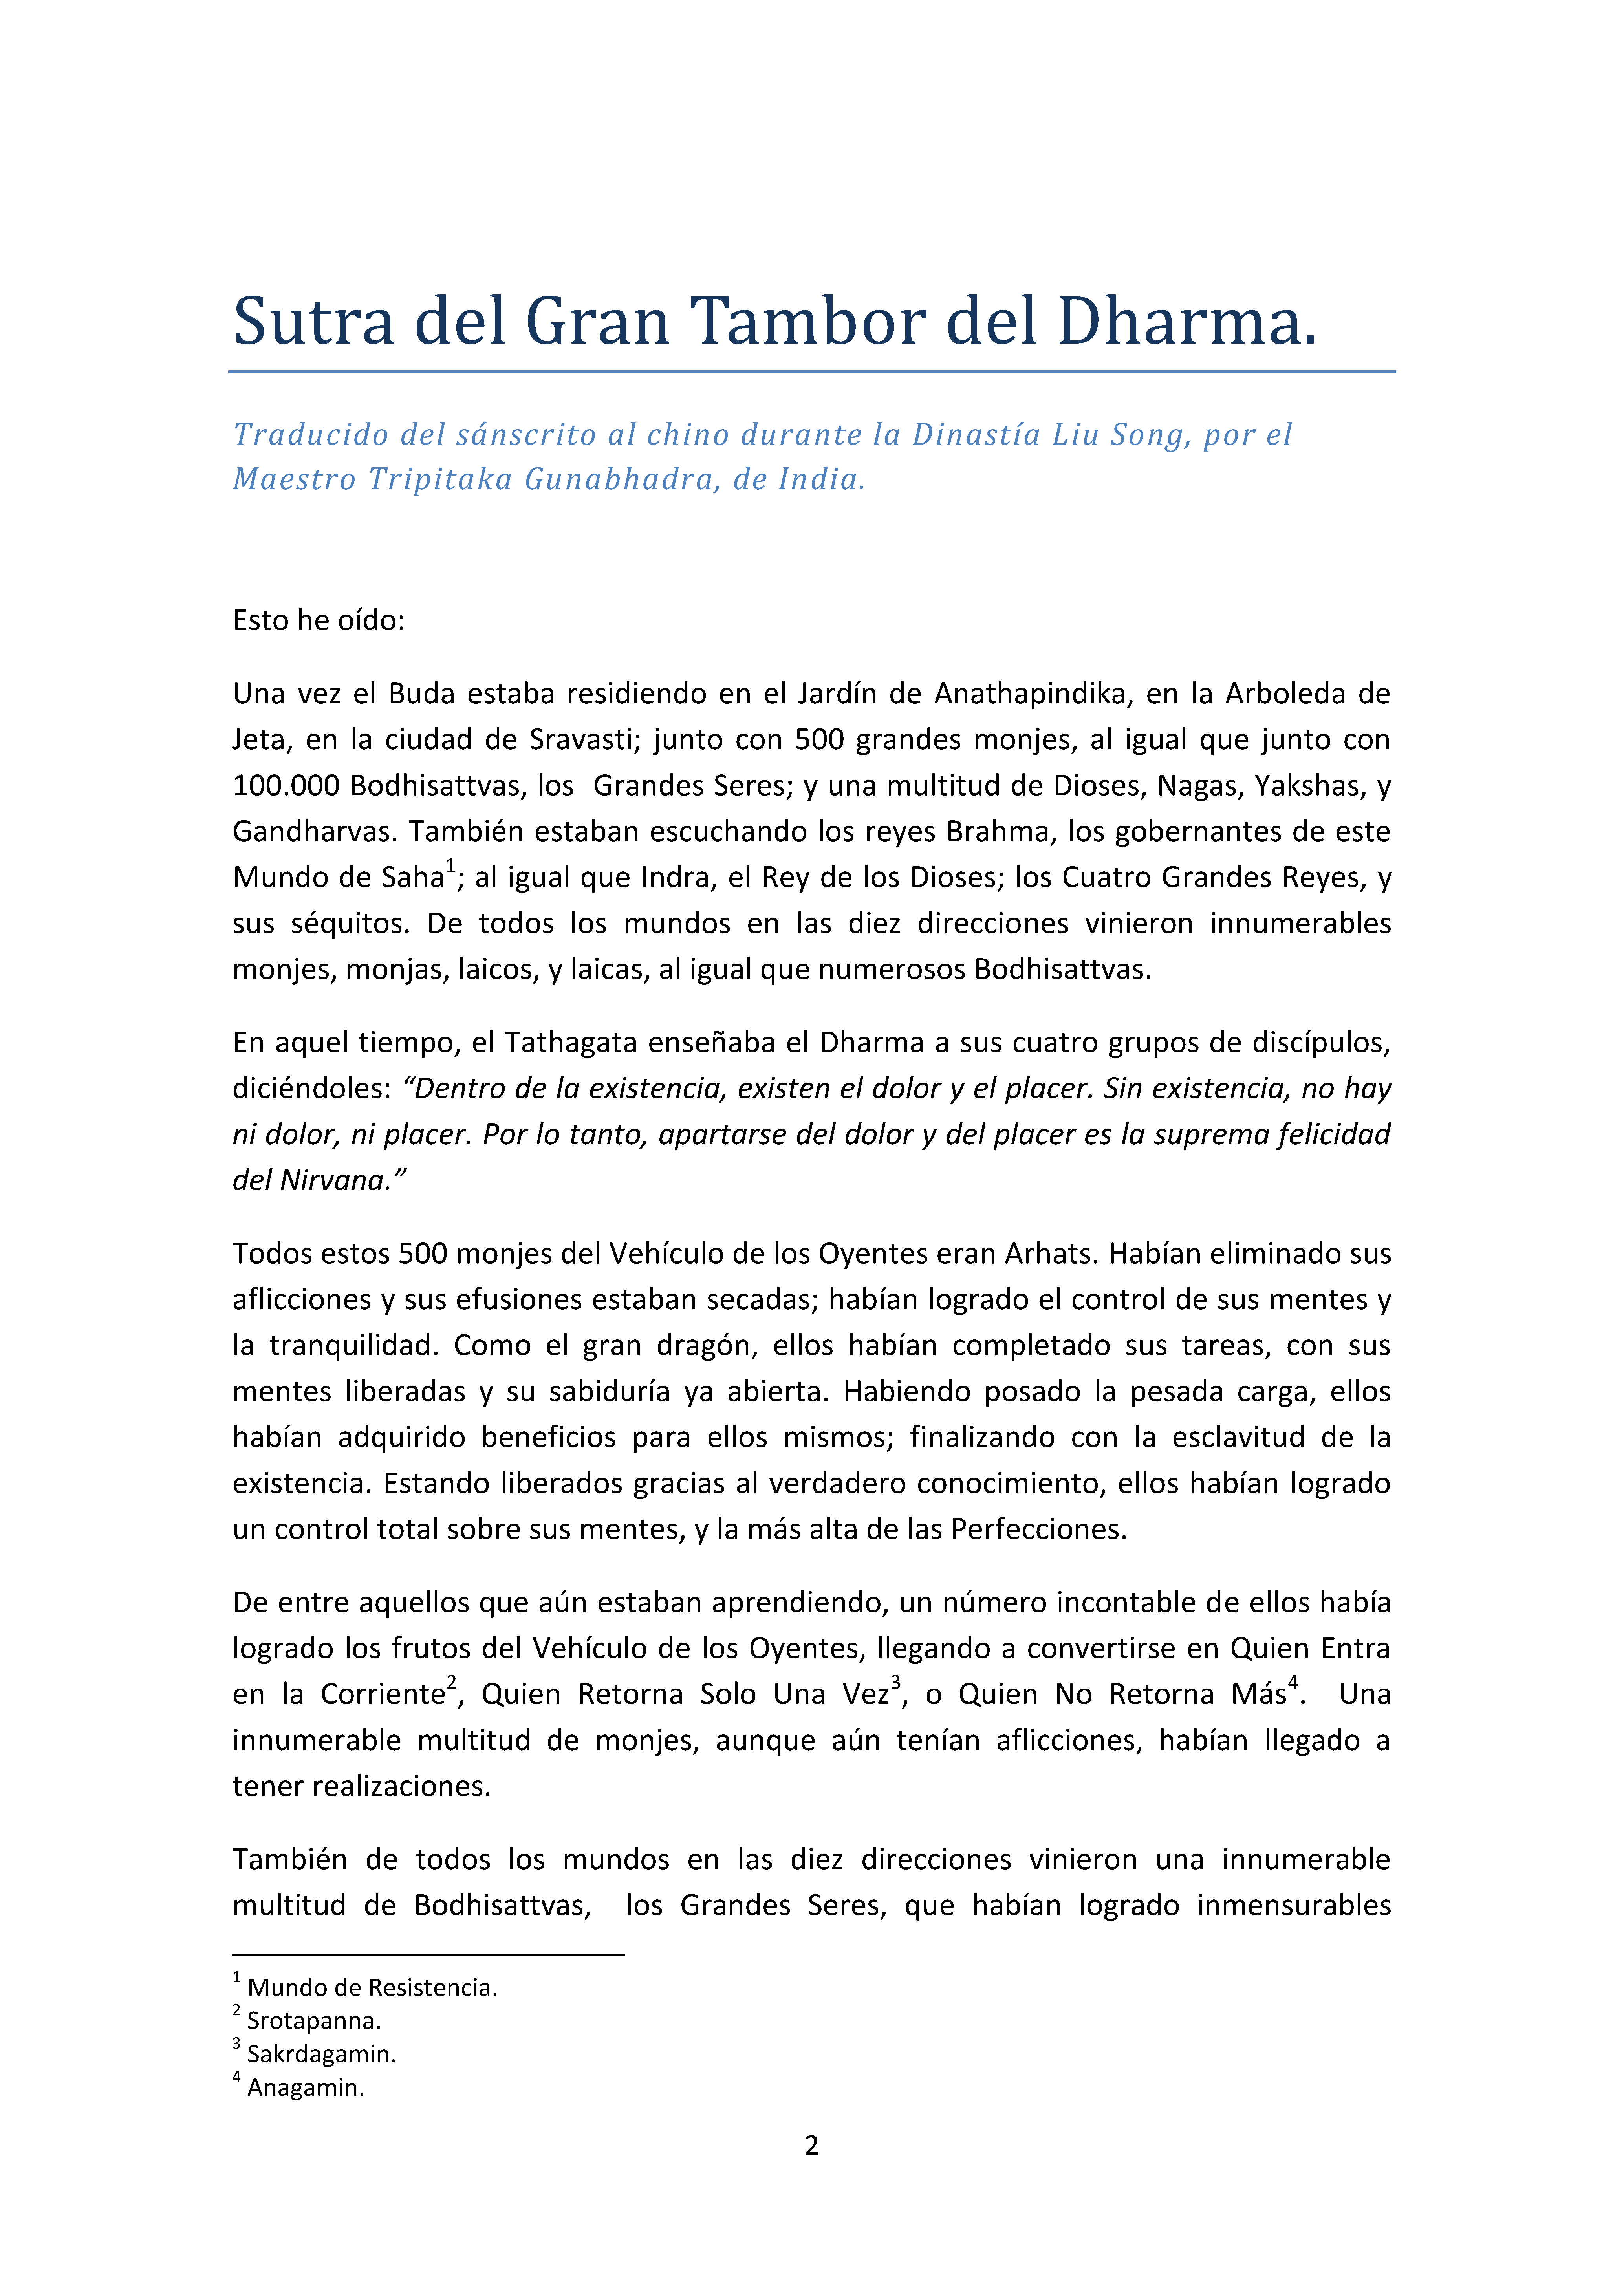 Sutra del Gran Tambor del Dharma.
Traducido del sánscrito al chino durante la Dinastía Liu Song, por el
Maestro Tripitaka Gunabhadra, de India.
Esto he oído:
Una vez el Buda estaba residiendo en el Jardín de Anathapindika, en la Arboleda de
Jeta, en la ciudad de Sravasti; junto con 500 grandes monjes, al igual que junto con
100.000 Bodhisattvas, los  Grandes Seres; y una multitud de Dioses, Nagas, Yakshas, y
Gandharvas. También estaban escuchando los reyes Brahma, los gobernantes de este
Mundo de Saha¹; al igual que Indra, el Rey de los Dioses; los Cuatro Grandes Reyes, y
sus séquitos. De todos los mundos en las diez direcciones vinieron innumerables
monjes, monjas, laicos, y laicas, al igual que numerosos Bodhisattvas.
En aquel tiempo, el Tathagata enseñaba el Dharma a sus cuatro grupos de discípulos,
diciéndoles: “Dentro de la existencia, existen el dolor y el placer. Sin existencia, no hay
ni dolor, ni placer. Por lo tanto, apartarse del dolor y del placer es la suprema felicidad
del Nirvana.”
Todos estos 500 monjes del Vehículo de los Oyentes eran Arhats. Habían eliminado sus
aflicciones y sus efusiones estaban secadas; habían logrado el control de sus mentes y
la tranquilidad. Como el gran dragón, ellos habían completado sus tareas, con sus
mentes liberadas y su sabiduría ya abierta. Habiendo posado la pesada carga, ellos
habían adquirido beneficios para ellos mismos; finalizando con la esclavitud de la
existencia. Estando liberados gracias al verdadero conocimiento, ellos habían logrado
un control total sobre sus mentes, y la más alta de las Perfecciones.
De entre aquellos que aún estaban aprendiendo, un número incontable de ellos había
logrado los frutos del Vehículo de los Oyentes, llegando a convertirse en Quien Entra
en la Corriente², Quien Retorna Solo Una Vez³, o Quien No Retorna Más⁴.  Una
innumerable multitud de monjes, aunque aún tenían aflicciones, habían llegado a
tener realizaciones.
También de todos los mundos en las diez direcciones vinieron una innumerable
multitud de Bodhisattvas,  los Grandes Seres, que habían logrado inmensurables
¹ Mundo de Resistencia.
² Srotapanna.
³ Sakrdagamin.
⁴ Anagamin.
2